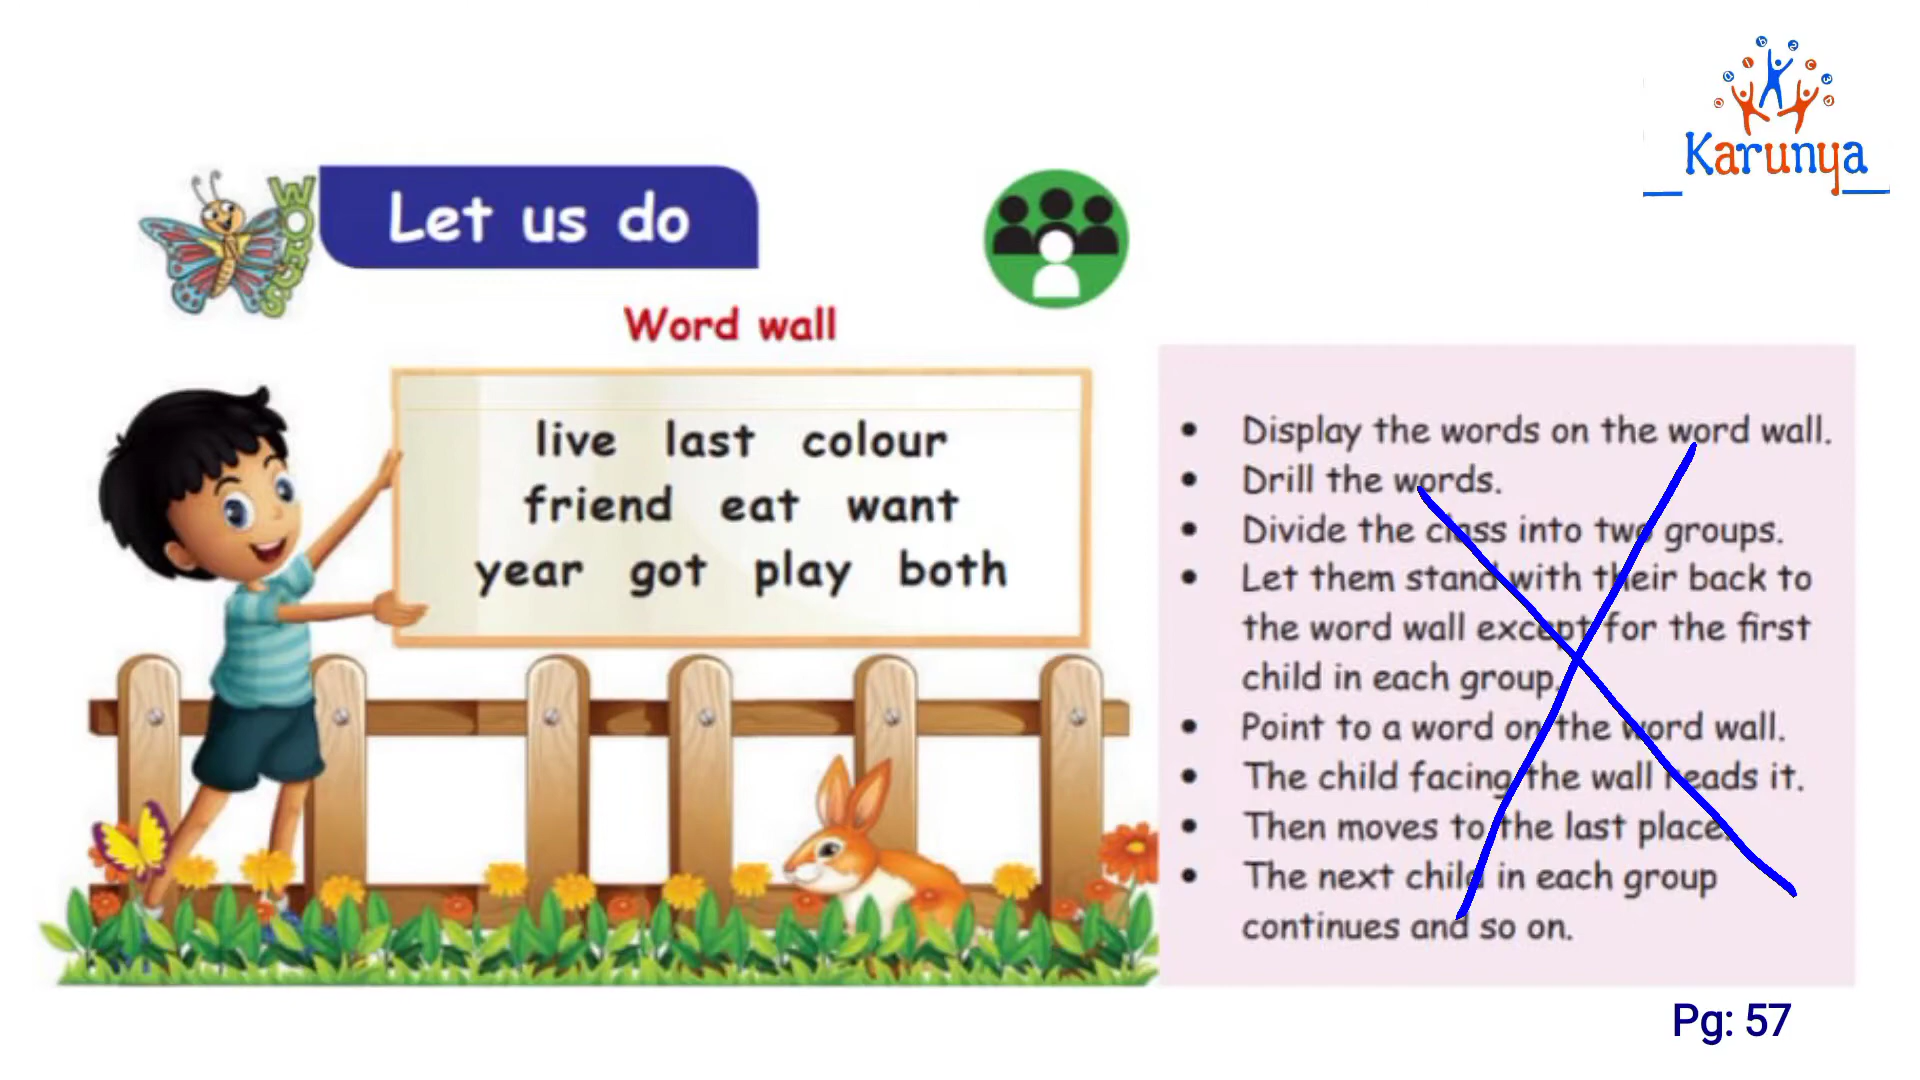 Karunya
WORDS
Let us do
Word wall
live last colour
friend eat want
year got play both
• Display the words on the word wall.
• Drill the words.
• Divide the class into two groups.
• Let them stand with their back to
the word wall except for the first
child in each group.
• Point to a word on the word wall.
• The child facing the wall reads it.
• Then moves to the last place.
• The next child in each group
continues and so on.
Pg: 57